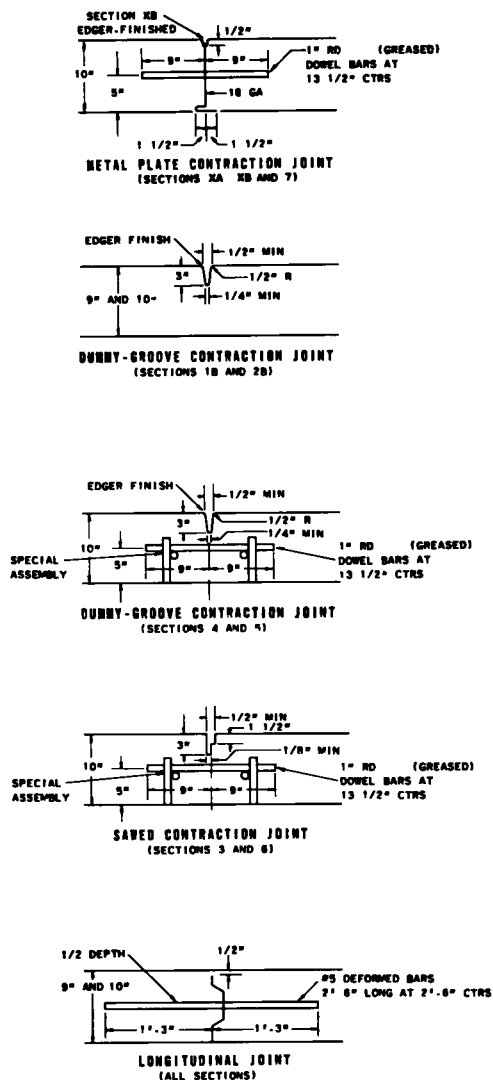 SECTION XB
EDGER-FINISHED
1/2"
9" 9"
1" RD (GREASED)
DOWEL BARS AT
13 1/2" CTRS
10"
5"
18 GA
1 1/2" 1 1/2"
METAL PLATE CONTRACTION JOINT
(SECTIONS XA XB AND 7)
EDGER FINISH
1/2" MIN
3"
1/2" R
9" AND 10"
1/4" MIN
DUMMY-GROOVE CONTRACTION JOINT
(SECTIONS 1B AND 2B)
EDGER FINISH
1/2" MIN
3"
1/2" R
1/4" MIN
10"
SPECIAL
ASSEMBLY
5"
9" 9"
1" RD (GREASED)
DOWEL BARS AT
13 1/2" CTRS
DUMMY-GROOVE CONTRACTION JOINT
(SECTIONS 4 AND 5)
1/2" MIN
1 1/2"
3"
1/8" MIN
10"
SPECIAL
ASSEMBLY
5"
9" 9"
1" RD (GREASED)
DOWEL BARS AT
13 1/2" CTRS
SAWED CONTRACTION JOINT
(SECTIONS 3 AND 6)
1/2 DEPTH
1/2"
9" AND 10"
#5 DEFORMED BARS
2' 6" LONG AT 2'-6" CTRS
1'-3" 1'-3"
LONGITUDINAL JOINT
(ALL SECTIONS)